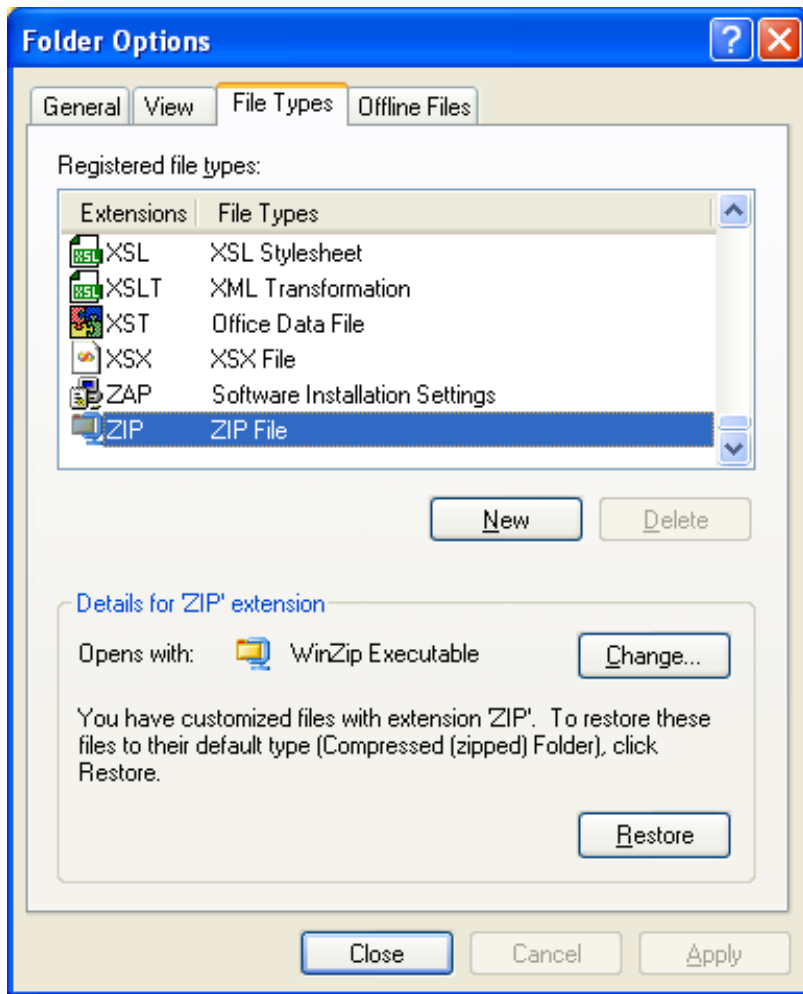 Folder Options
General View File Types Offline Files
Registered file types:
Extensions File Types
XSL XSL Stylesheet
XSLT XML Transformation
XST Office Data File
XSX XSX File
ZAP Software Installation Settings
ZIP ZIP File
New Delete
Details for 'ZIP' extension
Opens with: WinZip Executable Change...
You have customized files with extension 'ZIP'. To restore these
files to their default type (Compressed (zipped) Folder), click
Restore.
Restore
Close Cancel Apply